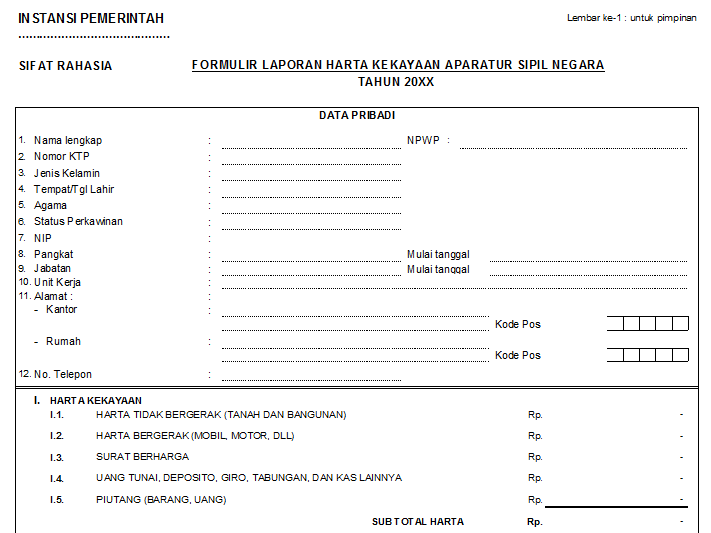 INSTANSI PEMERINTAH
Lembar ke-1 : untuk pimpinan
...........................................
SIFAT RAHASIA
FORMULIR LAPORAN HARTA KEKAYAAN APARATUR SIPIL NEGARA
TAHUN 20XX
DATA PRIBADI
1. Nama lengkap : NPWP :
2. Nomor KTP :
3. Jenis Kelamin :
4. Tempat/Tgl Lahir :
5. Agama :
6. Status Perkawinan :
7. NIP :
8. Pangkat : Mulai tanggal
9. Jabatan : Mulai tanggal
10. Unit Kerja :
11. Alamat : :
- Kantor :
Kode Pos
- Rumah :
Kode Pos
12. No. Telepon :
I. HARTA KEKAYAAN
I.1. HARTA TIDAK BERGERAK (TANAH DAN BANGUNAN) Rp. -
I.2. HARTA BERGERAK (MOBIL, MOTOR, DLL) Rp. -
I.3. SURAT BERHARGA Rp. -
I.4. UANG TUNAI, DEPOSITO, GIRO, TABUNGAN, DAN KAS LAINNYA Rp. -
I.5. PIUTANG (BARANG, UANG) Rp. -
SUB TOTAL HARTA Rp. -